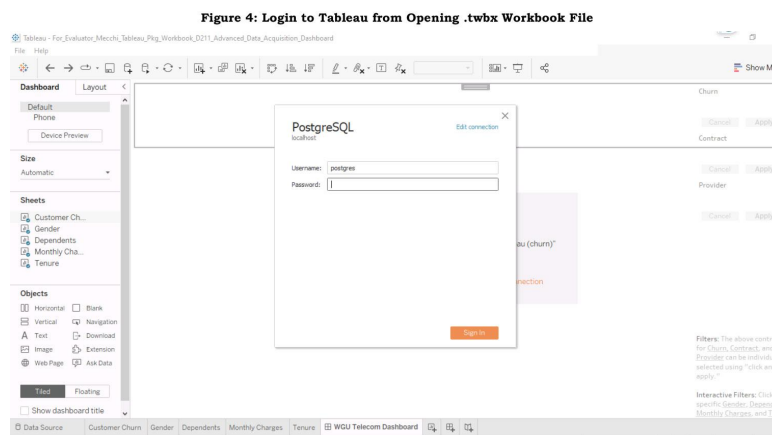 Figure 4: Login to Tableau from Opening .twbx Workbook File
Tableau - For_Evaluator_Mecchi_Tableau_Pkg_Workbook_D211_Advanced_Data_Acquisition_Dashboard
File Help
Show M
Dashboard Layout
Default
Phone
Device Preview
Size
Automatic
Sheets
Customer Ch...
Gender
Dependents
Monthly Cha...
Tenure
Objects
Horizontal Blank
Vertical Navigation
Text Download
Image Extension
Web Page Ask Data
Tiled Floating
Show dashboard title
PostgreSQL
localhost
Edit connection
Username: postgres
Password:
Sign In
au (churn)"
nnection
Churn
Cancel Apply
Contract
Cancel Apply
Provider
Cancel Apply
Filters: The above contr
for Churn, Contract, and
Provider can be individu
selected using "click an
apply."
Interactive Filters: Click
specific Gender, Depen
Monthly Charges, and T
Data Source Customer Churn Gender Dependents Monthly Charges Tenure WGU Telecom Dashboard